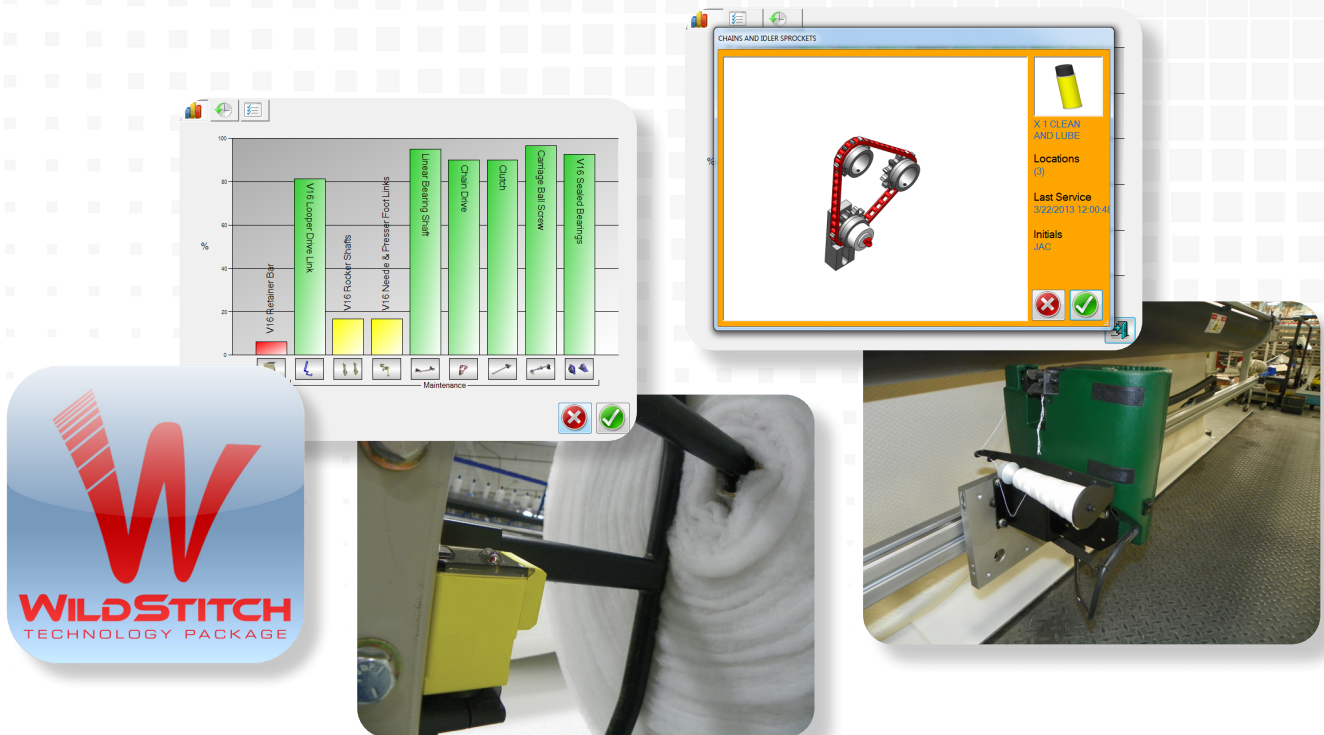 CHAINS AND IDLER SPROCKETS
X 1 CLEAN
AND LUBE
Locations
(3)
Last Service
3/22/2013 12:00:48
Initials
JAC
%
100
80
60
40
20
0
%
V16 Retainer Bar
V16 Looper Drive Link
V16 Rocker Shafts
V16 Neede & Presser Foot Links
Linear Bearing Shaft
Chain Drive
Clutch
Carriage Ball Screw
V16 Sealed Bearings
Maintenance
W
WILDSTITCH
TECHNOLOGY PACKAGE